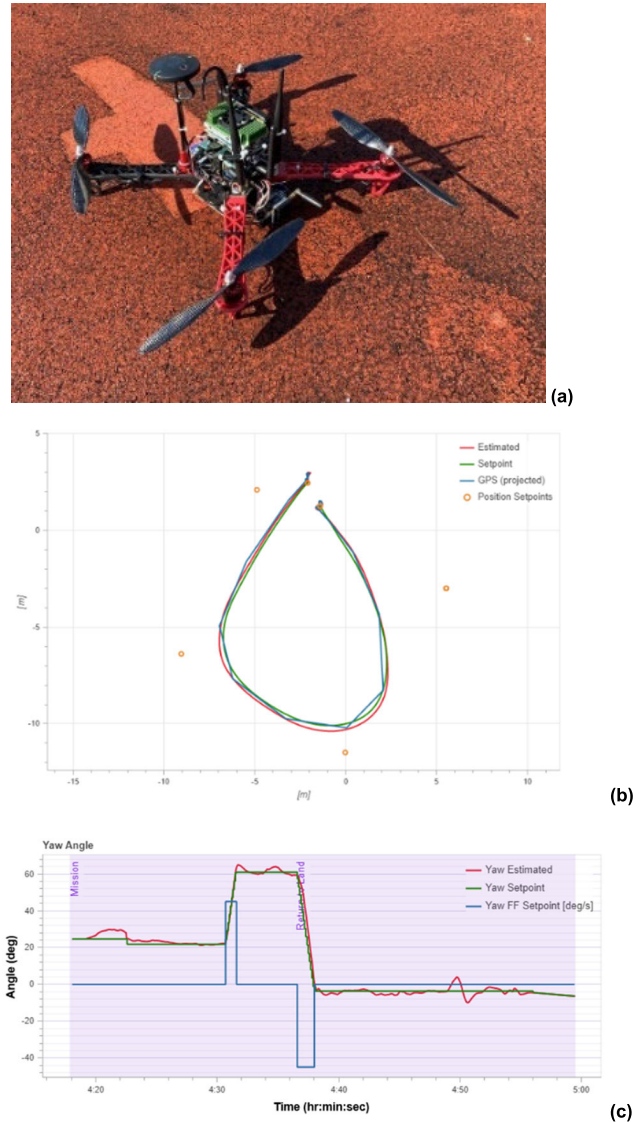 (a)
5
0
-5
-10
[m]
-15
-10
-5
0
5
10
[m]
Estimated
Setpoint
GPS (projected)
Position Setpoints
(b)
Yaw Angle
60
40
20
0
-20
-40
Angle (deg)
Mission
Return
Land
Yaw Estimated
Yaw Setpoint
Yaw FF Setpoint [deg/s]
4:20
4:30
4:40
4:50
5:00
Time (hr:min:sec)
(c)